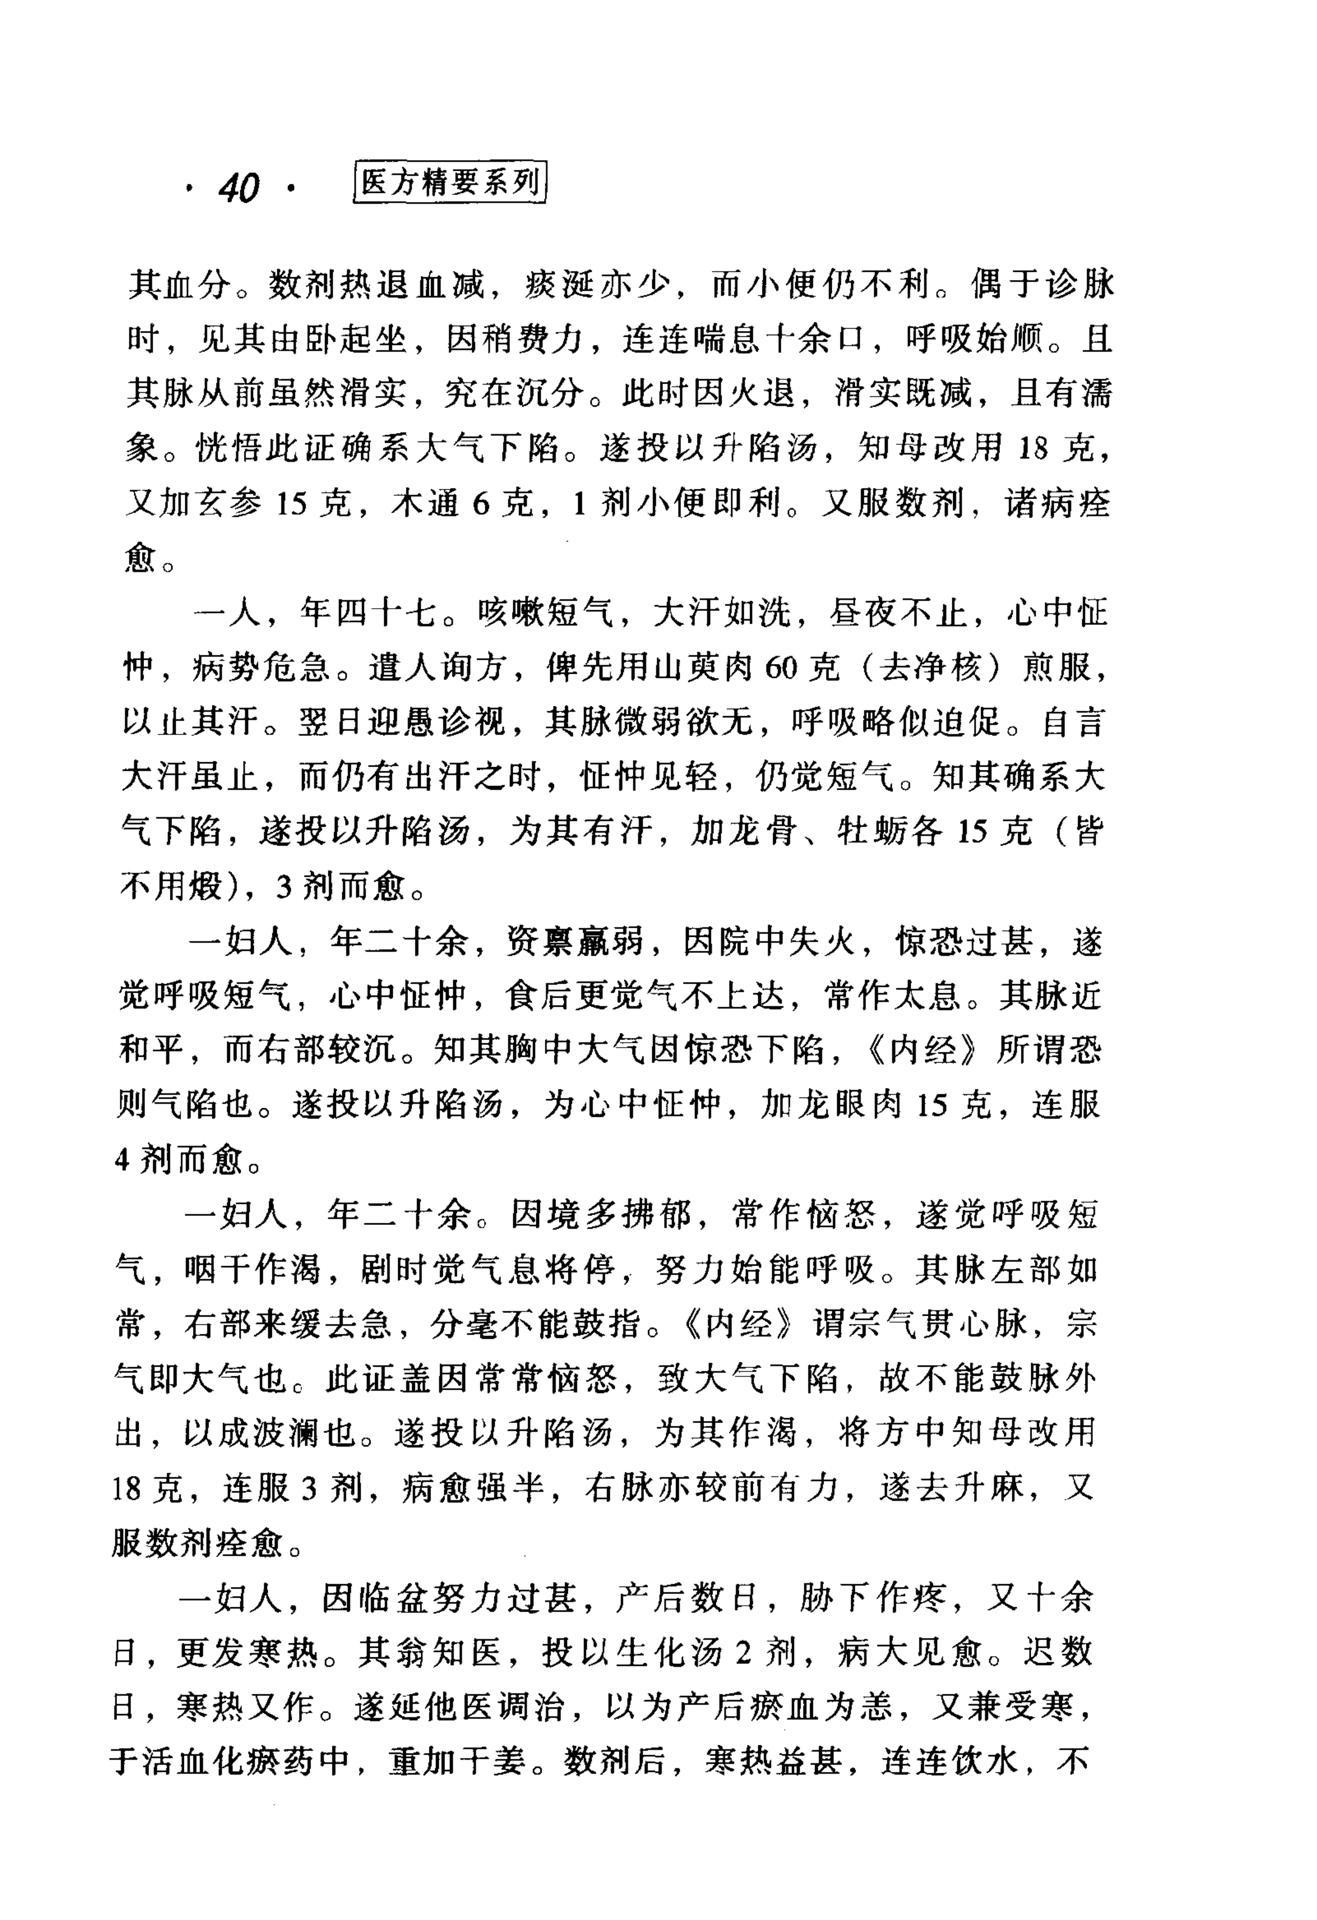 · 40 · 医方精要系列
其血分。数剂热退血减，痰涎亦少，而小便仍不利。偶于诊脉
时，见其由卧起坐，因稍费力，连连喘息十余口，呼吸始顺。且
其脉从前虽然滑实，究在沉分。此时因火退，滑实既减，且有濡
象。恍悟此证确系大气下陷。遂投以升陷汤，知母改用 18 克，
又加玄参 15 克，木通 6 克，1 剂小便即利。又服数剂，诸病痊
愈。
一人，年四十七。咳嗽短气，大汗如洗，昼夜不止，心中怔
忡，病势危急。遣人询方，俾先用山萸肉 60 克（去净核）煎服，
以止其汗。翌日迎愚诊视，其脉微弱欲无，呼吸略似迫促。自言
大汗虽止，而仍有出汗之时，怔忡见轻，仍觉短气。知其确系大
气下陷，遂投以升陷汤，为其有汗，加龙骨、牡蛎各 15 克（皆
不用煅），3 剂而愈。
一妇人，年二十余，资禀羸弱，因院中失火，惊恐过甚，遂
觉呼吸短气，心中怔忡，食后更觉气不上达，常作太息。其脉近
和平，而右部较沉。知其胸中大气因惊恐下陷，《内经》所谓恐
则气陷也。遂投以升陷汤，为心中怔忡，加龙眼肉 15 克，连服
4 剂而愈。
一妇人，年二十余。因境多拂郁，常作恼怒，遂觉呼吸短
气，咽干作渴，剧时觉气息将停，努力始能呼吸。其脉左部如
常，右部来缓去急，分毫不能鼓指。《内经》谓宗气贯心脉，宗
气即大气也。此证盖因常常恼怒，致大气下陷，故不能鼓脉外
出，以成波澜也。遂投以升陷汤，为其作渴，将方中知母改用
18 克，连服 3 剂，病愈强半，右脉亦较前有力，遂去升麻，又
服数剂痊愈。
一妇人，因临盆努力过甚，产后数日，胁下作疼，又十余
日，更发寒热。其翁知医，投以生化汤 2 剂，病大见愈。迟数
日，寒热又作。遂延他医调治，以为产后瘀血为恙，又兼受寒，
于活血化瘀药中，重加干姜。数剂后，寒热益甚，连连饮水，不